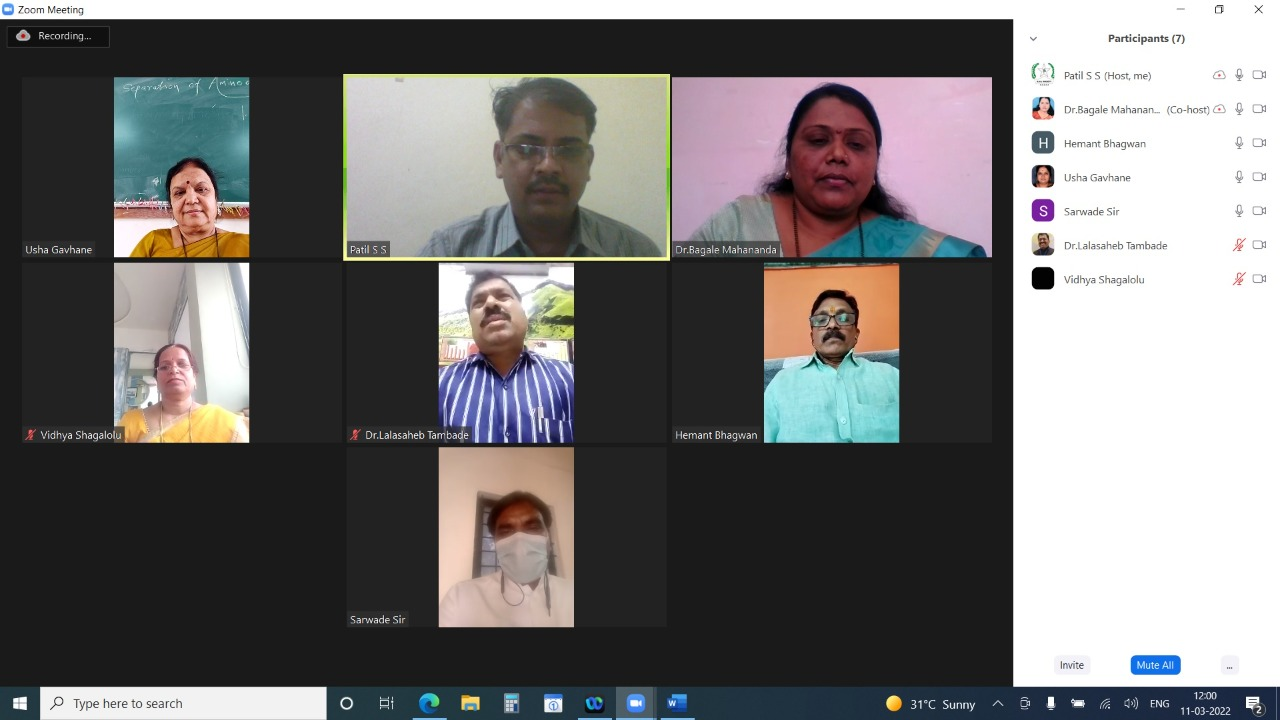 Zoom Meeting
Recording...
Separation of Amino
Usha Gavhane
Patil S S
Dr.Bagale Mahananda
Vidhya Shagalolu
Dr.Lalasaheb Tambade
Hemant Bhagwan
Sarwade Sir
Participants (7)
Patil S S (Host, me)
Dr.Bagale Mahanan... (Co-host)
H Hemant Bhagwan
Usha Gavhane
S Sarwade Sir
Dr.Lalasaheb Tambade
Vidhya Shagalolu
Invite
Mute All
...
Type here to search
31°C Sunny
ENG
12:00
11-03-2022
2